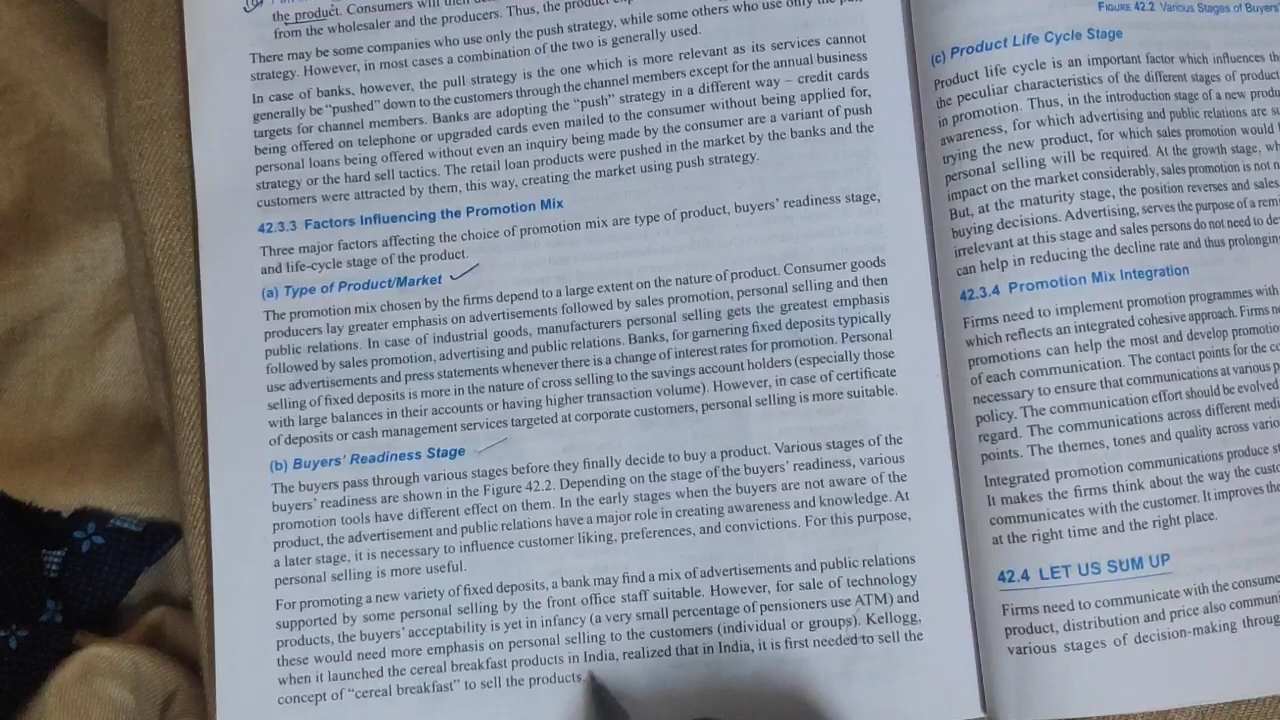 the product. Consumers will then
from the wholesaler and the producers. Thus, the product
There may be some companies who use only the push strategy, while some others who use only the pull
strategy. However, in most cases a combination of the two is generally used.
In case of banks, however, the pull strategy is the one which is more relevant as its services cannot
generally be “pushed” down to the customers through the channel members except for the annual business
targets for channel members. Banks are adopting the “push” strategy in a different way – credit cards
being offered on telephone or upgraded cards even mailed to the consumer without being applied for,
personal loans being offered without even an inquiry being made by the consumer are a variant of push
strategy or the hard sell tactics. The retail loan products were pushed in the market by the banks and the
customers were attracted by them, this way, creating the market using push strategy.
42.3.3 Factors Influencing the Promotion Mix
Three major factors affecting the choice of promotion mix are type of product, buyers’ readiness stage,
and life-cycle stage of the product.
(a) Type of Product/Market
The promotion mix chosen by the firms depend to a large extent on the nature of product. Consumer goods
producers lay greater emphasis on advertisements followed by sales promotion, personal selling and then
public relations. In case of industrial goods, manufacturers personal selling gets the greatest emphasis
followed by sales promotion, advertising and public relations. Banks, for garnering fixed deposits typically
use advertisements and press statements whenever there is a change of interest rates for promotion. Personal
selling of fixed deposits is more in the nature of cross selling to the savings account holders (especially those
with large balances in their accounts or having higher transaction volume). However, in case of certificate
of deposits or cash management services targeted at corporate customers, personal selling is more suitable.
(b) Buyers’ Readiness Stage
The buyers pass through various stages before they finally decide to buy a product. Various stages of the
buyers’ readiness are shown in the Figure 42.2. Depending on the stage of the buyers’ readiness, various
promotion tools have different effect on them. In the early stages when the buyers are not aware of the
product, the advertisement and public relations have a major role in creating awareness and knowledge. At
a later stage, it is necessary to influence customer liking, preferences, and convictions. For this purpose,
personal selling is more useful.
For promoting a new variety of fixed deposits, a bank may find a mix of advertisements and public relations
supported by some personal selling by the front office staff suitable. However, for sale of technology
products, the buyers’ acceptability is yet in infancy (a very small percentage of pensioners use ATM) and
these would need more emphasis on personal selling to the customers (individual or groups). Kellogg,
when it launched the cereal breakfast products in India, realized that in India, it is first needed to sell the
concept of “cereal breakfast” to sell the products.
FIGURE 42.2 Various Stages of Buyers’
(c) Product Life Cycle Stage
Product life cycle is an important factor which influences
the peculiar characteristics of the different stages of product
in promotion. Thus, in the introduction stage of a new
awareness, for which advertising and public relations are
trying the new product, for which sales promotion would
personal selling will be required. At the growth stage,
impact on the market considerably, sales promotion is not
But, at the maturity stage, the position reverses and sales
buying decisions. Advertising, serves the purpose of a
irrelevant at this stage and sales persons do not need to
can help in reducing the decline rate and thus
42.3.4 Promotion Mix Integration
Firms need to implement promotion programmes with
which reflects an integrated cohesive approach. Firms
promotions can help the most and develop
of each communication. The contact points for the
necessary to ensure that communications at various
policy. The communication effort should be evolved
regard. The communications across different
points. The themes, tones and quality across
Integrated promotion communications produce
It makes the firms think about the way the
communicates with the customer. It improves the
at the right time and the right place.
42.4 LET US SUM UP
Firms need to communicate with the
product, distribution and price also
various stages of decision-making